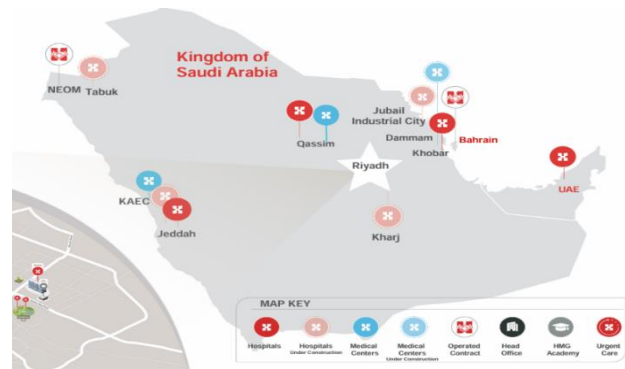 Kingdom of
Saudi Arabia
NEOM
Tabuk
Jubail
Industrial City
Dammam
Bahrain
Khobar
Qassim
Riyadh
UAE
KAEC
Jeddah
Kharj
MAP KEY
Hospitals
Hospitals
Under Construction
Medical
Centers
Medical
Centers
Under Construction
Operated
Contract
Head
Office
HMG
Academy
Urgent
Care